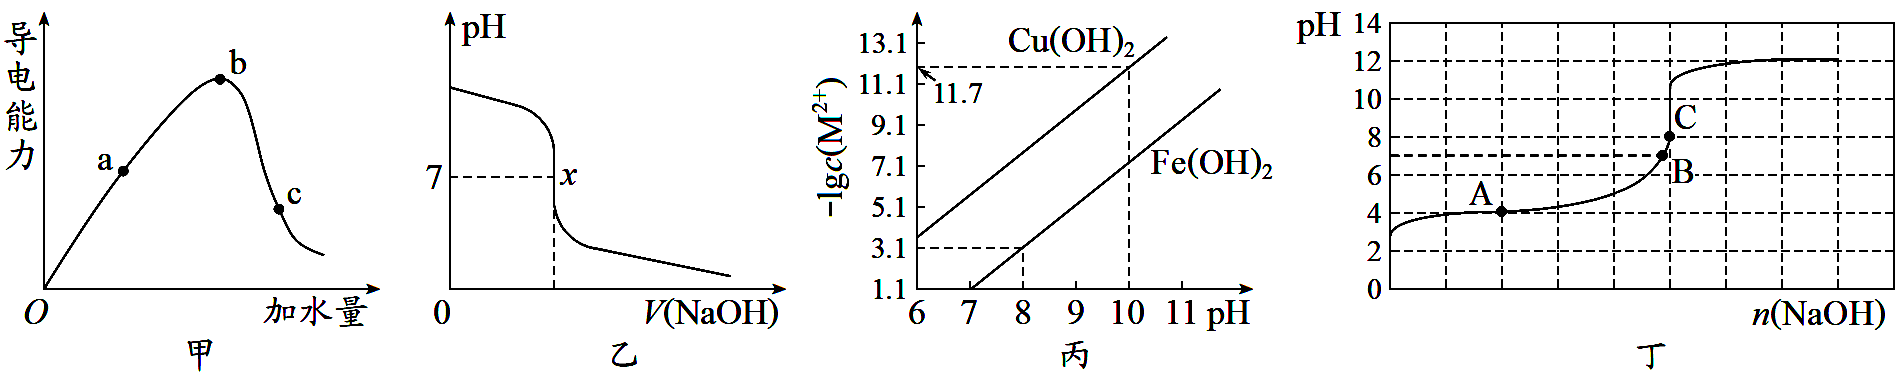 导电能力
a
b
c
O
加水量
甲
pH
7
x
0
V(NaOH)
乙
−lgc(M²⁺)
13.1
11.1
9.1
7.1
5.1
3.1
1.1
Cu(OH)₂
11.7
Fe(OH)₂
6 7 8 9 10 11 pH
丙
pH
14
12
10
8
6
4
2
0
A
B
C
n(NaOH)
丁